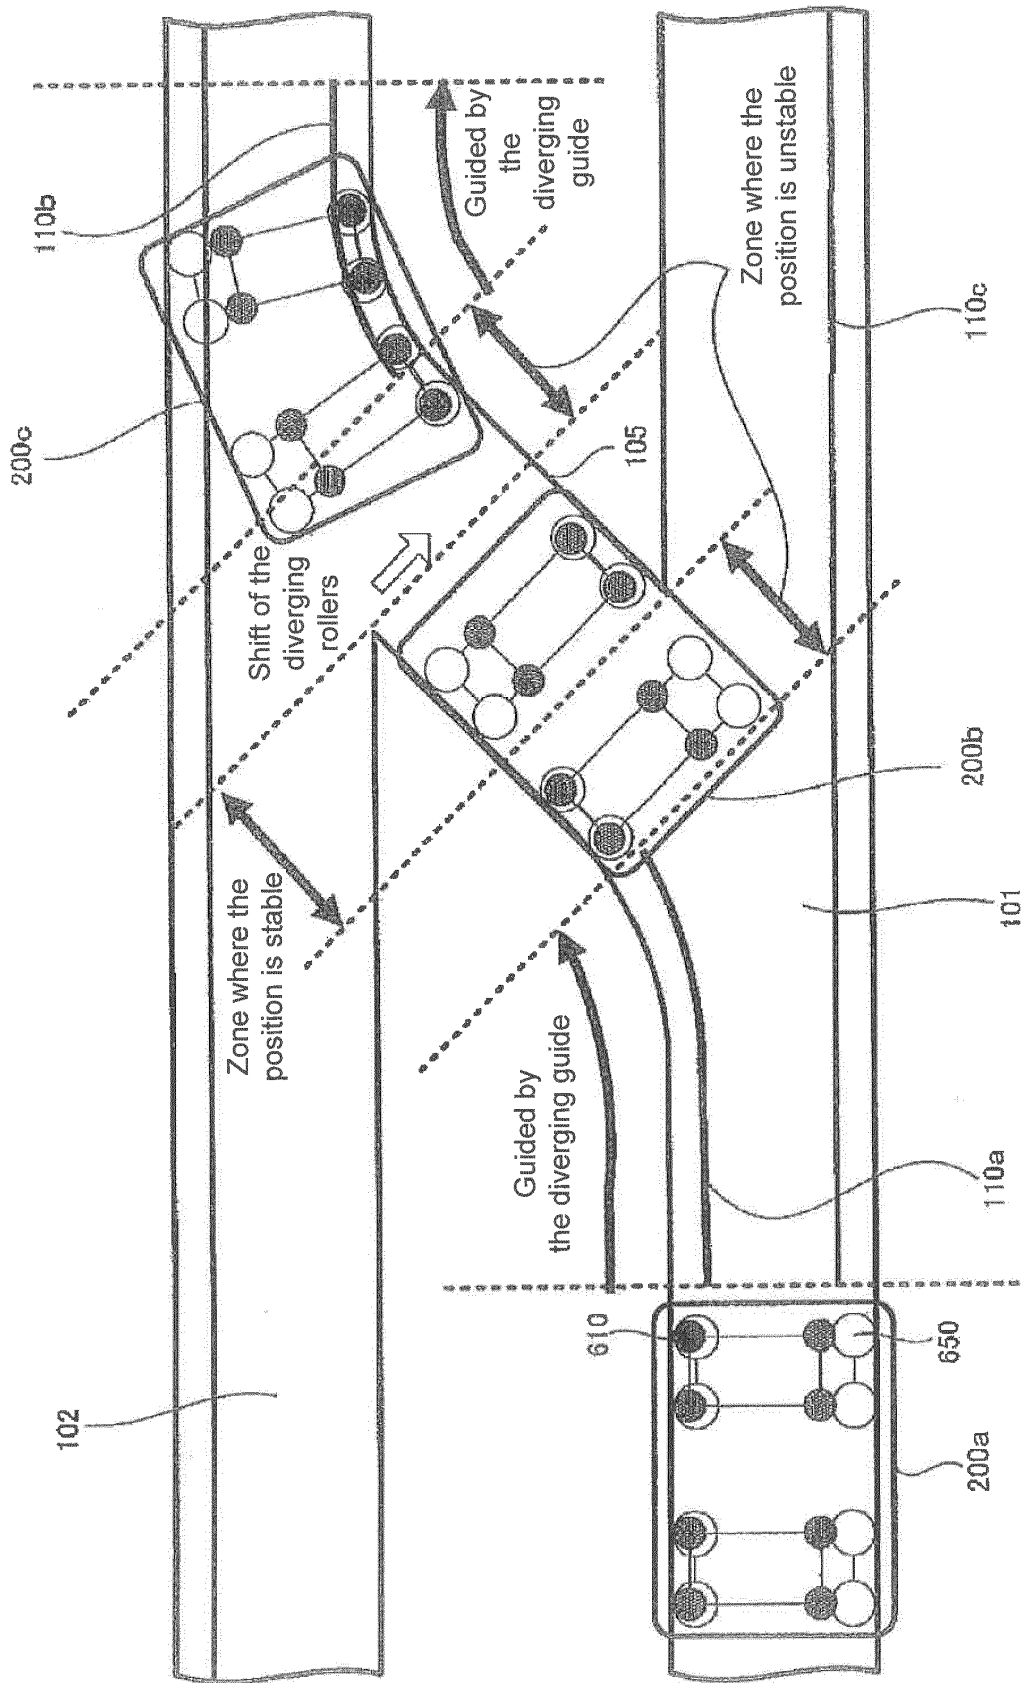 110b
200c
Guided by
the
diverging
guide
Zone where the
position is unstable
110c
105
Shift of the
diverging
rollers
200b
Zone where the
position is stable
101
Guided by
the diverging guide
110a
102
610
650
200a